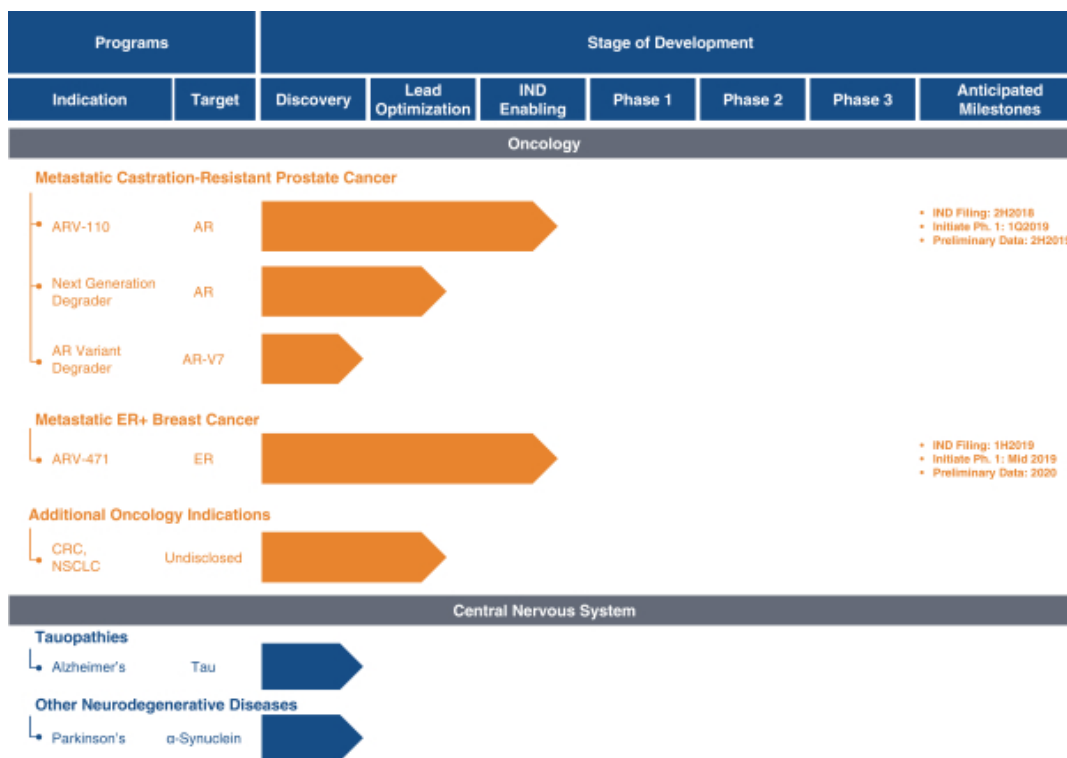 Programs
Stage of Development
Indication
Target
Discovery
Lead
Optimization
IND
Enabling
Phase 1
Phase 2
Phase 3
Anticipated
Milestones
Oncology
Metastatic Castration-Resistant Prostate Cancer
ARV-110
AR
• IND Filing: 2H2018
• Initiate Ph. 1: 1Q2019
• Preliminary Data: 2H2019
Next Generation
Degrader
AR
AR Variant
Degrader
AR-V7
Metastatic ER+ Breast Cancer
ARV-471
ER
• IND Filing: 1H2019
• Initiate Ph. 1: Mid 2019
• Preliminary Data: 2020
Additional Oncology Indications
CRC,
NSCLC
Undisclosed
Central Nervous System
Tauopathies
Alzheimer's
Tau
Other Neurodegenerative Diseases
Parkinson's
α-Synuclein